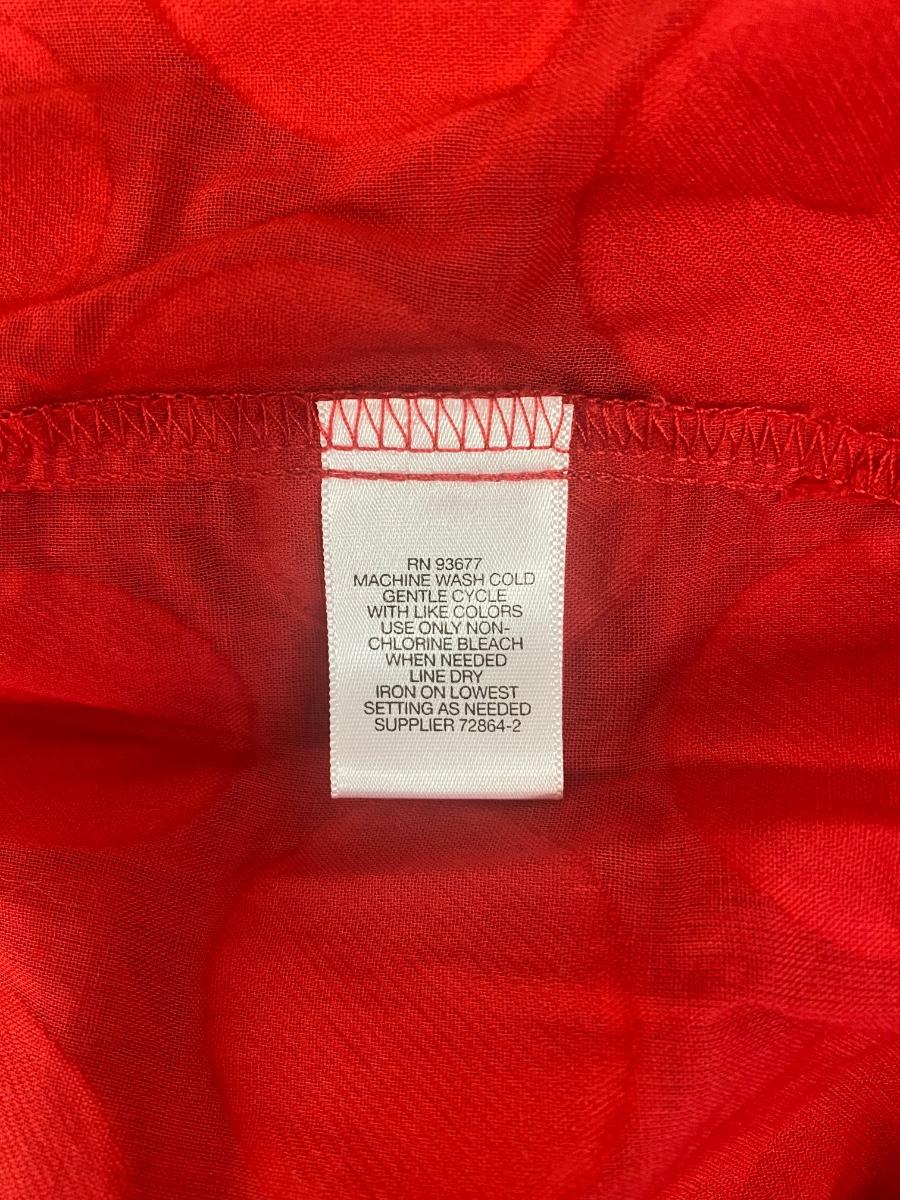 RN 93677
MACHINE WASH COLD
GENTLE CYCLE
WITH LIKE COLORS
USE ONLY NON-
CHLORINE BLEACH
WHEN NEEDED
LINE DRY
IRON ON LOWEST
SETTING AS NEEDED
SUPPLIER 72864-2